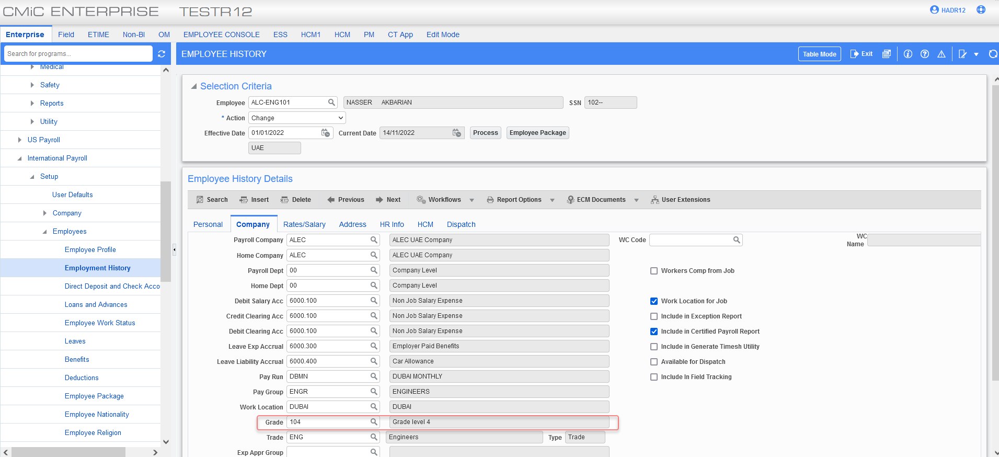 CMiC ENTERPRISE TESTR12
HADR12
Enterprise Field ETIME Non-BI OM EMPLOYEE CONSOLE ESS HCM1 HCM PM CT App Edit Mode
Search for programs...
EMPLOYEE HISTORY
Table Mode Exit
Medical
Safety
Reports
Utility
US Payroll
International Payroll
Setup
User Defaults
Company
Employees
Employee Profile
Employment History
Direct Deposit and Check Acco
Loans and Advances
Employee Work Status
Leaves
Benefits
Deductions
Employee Package
Employee Nationality
Employee Religion
Selection Criteria
Employee ALC-ENG101 NASSER AKBARIAN SSN 102--
* Action Change
Effective Date 01/01/2022 Current Date 14/11/2022 Process Employee Package
UAE
Employee History Details
Search Insert Delete Previous Next Workflows Report Options ECM Documents User Extensions
Personal Company Rates/Salary Address HR Info HCM Dispatch
Payroll Company ALEC ALEC UAE Company WC Code WC Name
Home Company ALEC ALEC UAE Company
Payroll Dept 00 Company Level Workers Comp from Job
Home Dept 00 Company Level
Debit Salary Acc 6000.100 Non Job Salary Expense Work Location for Job
Credit Clearing Acc 6000.100 Non Job Salary Expense Include in Exception Report
Debit Clearing Acc 6000.100 Non Job Salary Expense Include in Certified Payroll Report
Leave Exp Accrual 6000.300 Employer Paid Benefits Include in Generate Timesh Utility
Leave Liability Accrual 6000.400 Car Allowance Available for Dispatch
Pay Run DBMN DUBAI MONTHLY Include In Field Tracking
Pay Group ENGR ENGINEERS
Work Location DUBAI DUBAI
Grade 104 Grade level 4
Trade ENG Engineers Type Trade
Exp Appr Group